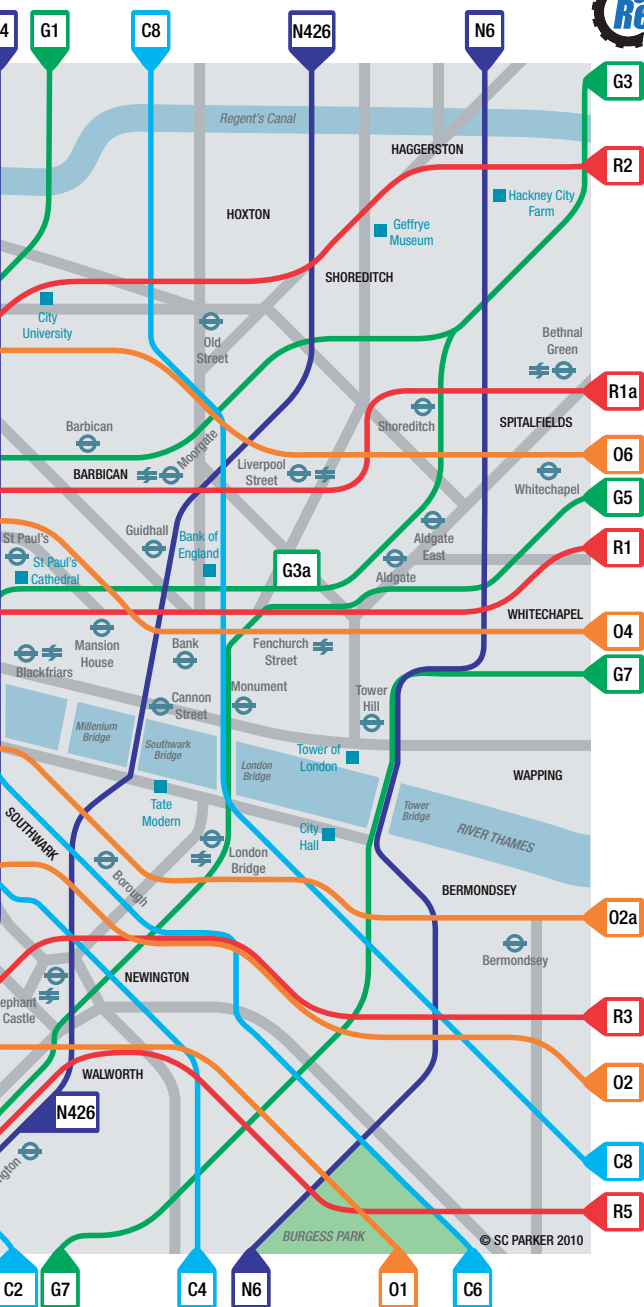 4
G1
C8
N426
N6
Re
G3
Regent's Canal
HAGGERSTON
R2
Hackney City
Farm
HOXTON
Geffrye
Museum
SHOREDITCH
City
University
Old
Street
Bethnal
Green
R1a
Shoreditch
SPITALFIELDS
Barbican
O6
BARBICAN
Moorgate
Liverpool
Street
Whitechapel
G5
St Paul's
St Paul's
Cathedral
Guidhall
Bank of
England
Aldgate
East
R1
G3a
Aldgate
WHITECHAPEL
O4
Mansion
House
Bank
Fenchurch
Street
Blackfriars
G7
Cannon
Street
Monument
Tower
Hill
Millenium
Bridge
Southwark
Bridge
London
Bridge
Tower of
London
WAPPING
Tate
Modern
Tower
Bridge
RIVER THAMES
SOUTHWARK
City
Hall
London
Bridge
Borough
BERMONDSEY
O2a
Bermondsey
NEWINGTON
ephant
Castle
R3
WALWORTH
O2
N426
ngton
C8
R5
BURGESS PARK
© SC PARKER 2010
C2
G7
C4
N6
O1
C6